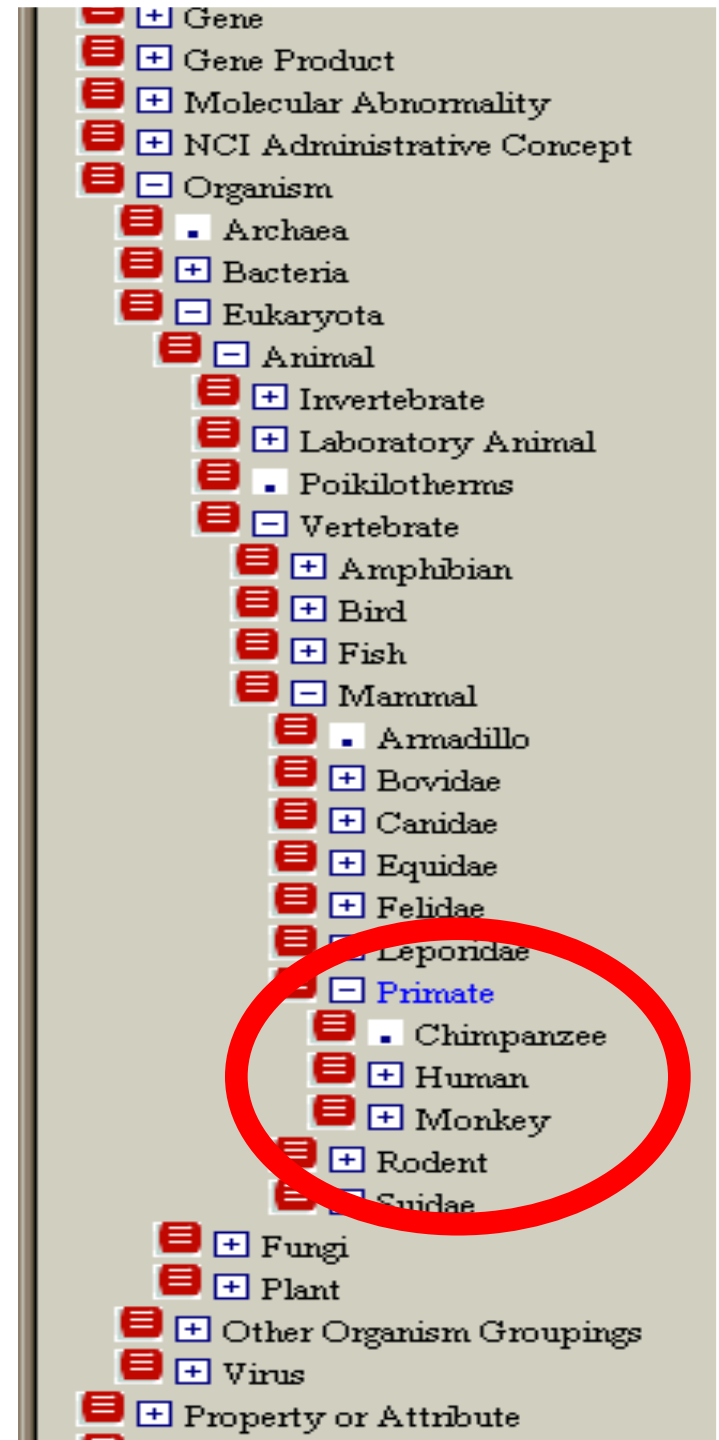 Gene
Gene Product
Molecular Abnormality
NCI Administrative Concept
Organism
Archaea
Bacteria
Eukaryota
Animal
Invertebrate
Laboratory Animal
Poikilotherms
Vertebrate
Amphibian
Bird
Fish
Mammal
Armadillo
Bovidae
Canidae
Equidae
Felidae
Leporidae
Primate
Chimpanzee
Human
Monkey
Rodent
Suidae
Fungi
Plant
Other Organism Groupings
Virus
Property or Attribute